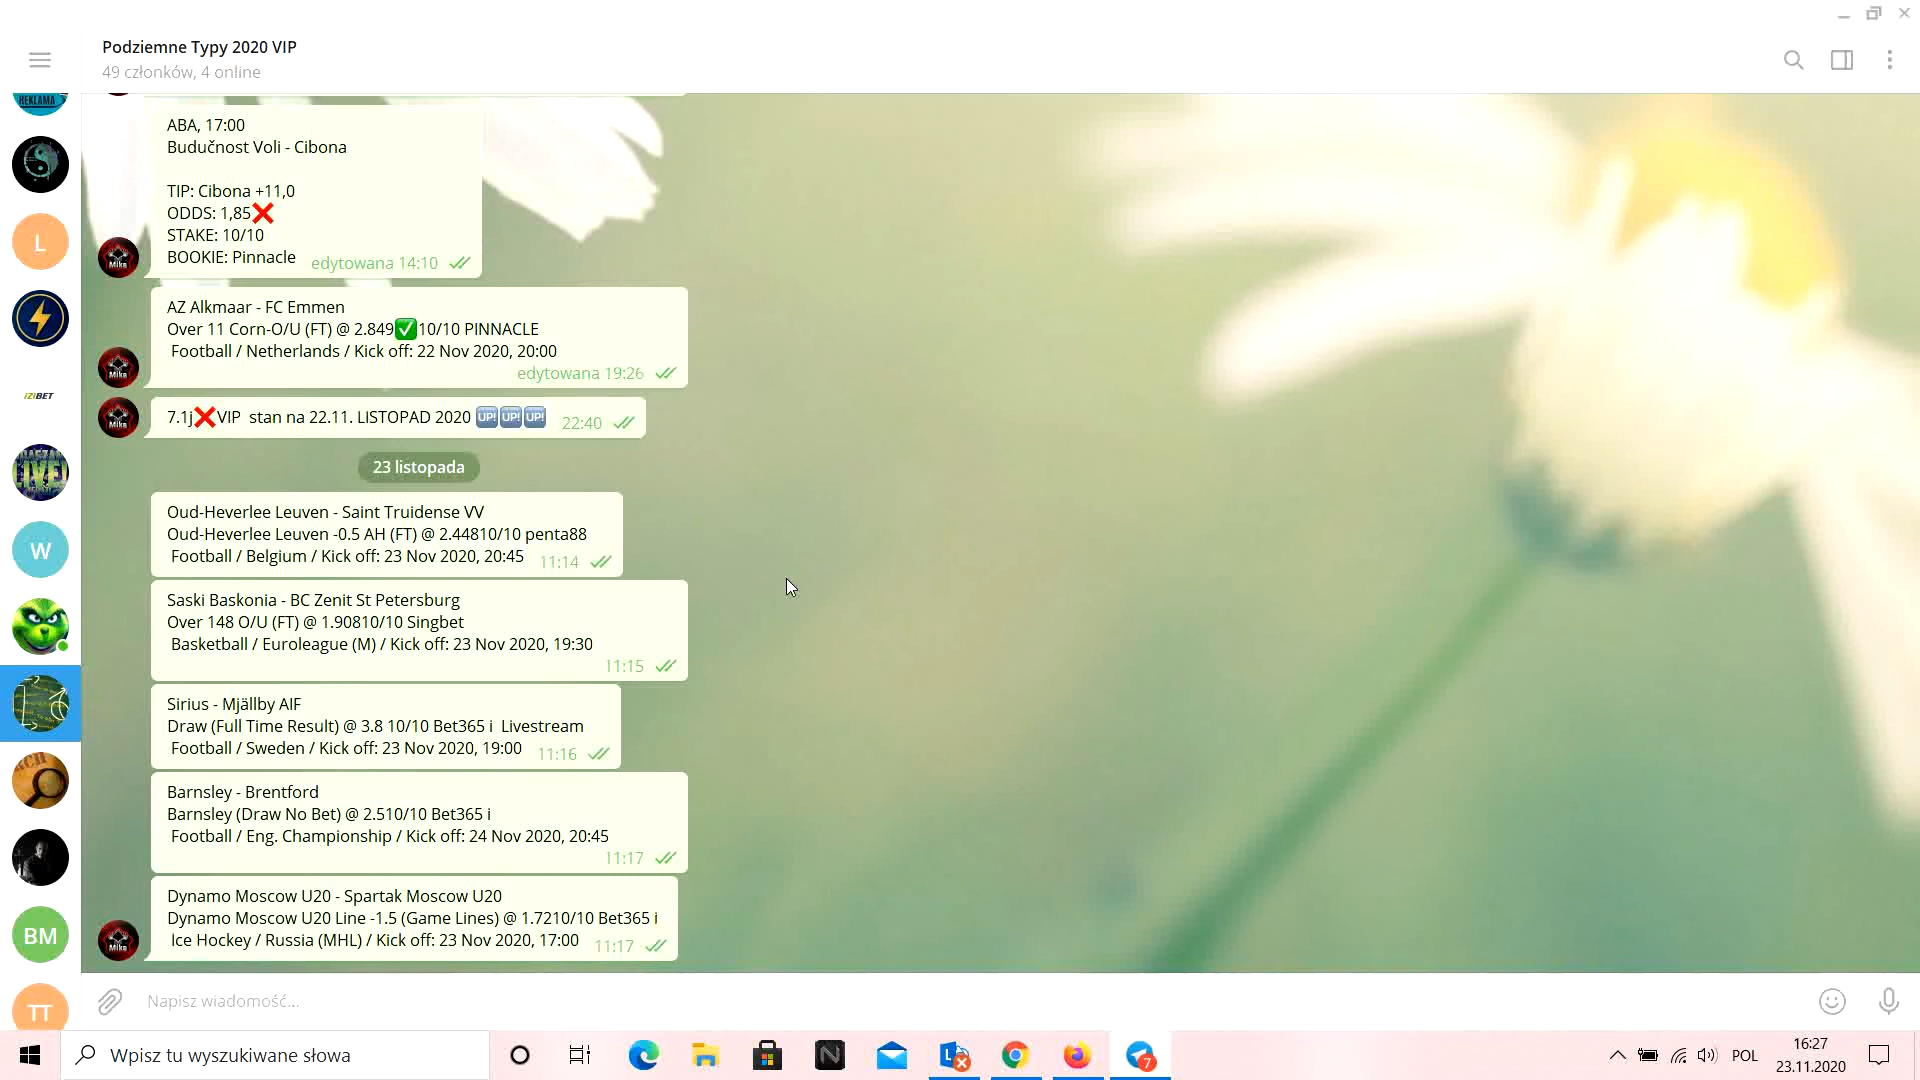 Podziemne Typy 2020 VIP
49 członków, 4 online
REKLAMA
ABA, 17:00
Budučnost Voli - Cibona
TIP: Cibona +11,0
ODDS: 1,85❌
STAKE: 10/10
BOOKIE: Pinnacle
edytowana 14:10
Mika
L
AZ Alkmaar - FC Emmen
Over 11 Corn-O/U (FT) @ 2.849✅10/10 PINNACLE
Football / Netherlands / Kick off: 22 Nov 2020, 20:00
edytowana 19:26
Mika
IZIBET
7.1j❌VIP stan na 22.11. LISTOPAD 2020 UP! UP! UP!
22:40
Mika
23 listopada
LIVE!
Oud-Heverlee Leuven - Saint Truidense VV
Oud-Heverlee Leuven -0.5 AH (FT) @ 2.44810/10 penta88
Football / Belgium / Kick off: 23 Nov 2020, 20:45
11:14
W
Saski Baskonia - BC Zenit St Petersburg
Over 148 O/U (FT) @ 1.90810/10 Singbet
Basketball / Euroleague (M) / Kick off: 23 Nov 2020, 19:30
11:15
Sirius - Mjällby AIF
Draw (Full Time Result) @ 3.8 10/10 Bet365 i Livestream
Football / Sweden / Kick off: 23 Nov 2020, 19:00
11:16
Barnsley - Brentford
Barnsley (Draw No Bet) @ 2.510/10 Bet365 i
Football / Eng. Championship / Kick off: 24 Nov 2020, 20:45
11:17
Dynamo Moscow U20 - Spartak Moscow U20
Dynamo Moscow U20 Line -1.5 (Game Lines) @ 1.7210/10 Bet365 i
Ice Hockey / Russia (MHL) / Kick off: 23 Nov 2020, 17:00
11:17
Mika
BM
TT
Napisz wiadomość...
Wpisz tu wyszukiwane słowa
N
L
7
POL
16:27
23.11.2020